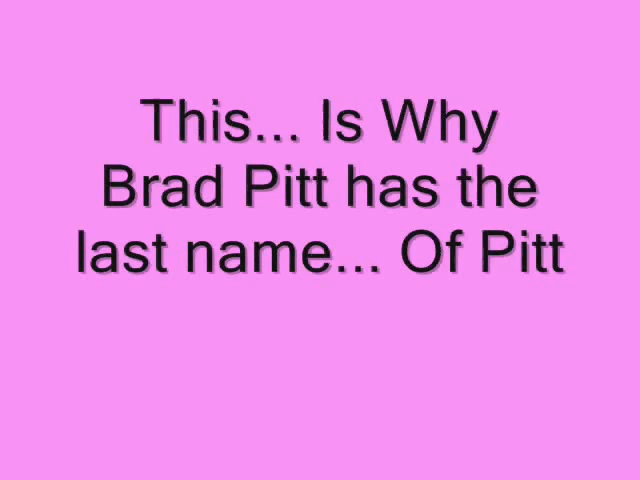 This... Is Why
Brad Pitt has the
last name... Of Pitt